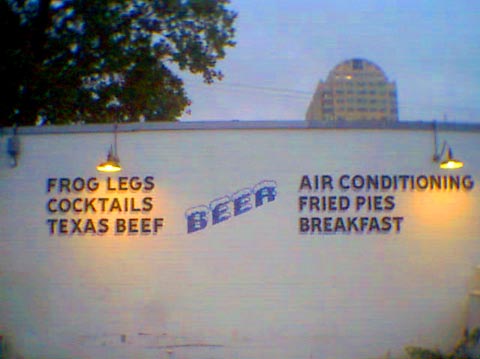 FROG LEGS
COCKTAILS
TEXAS BEEF
BEER
AIR CONDITIONING
FRIED PIES
BREAKFAST